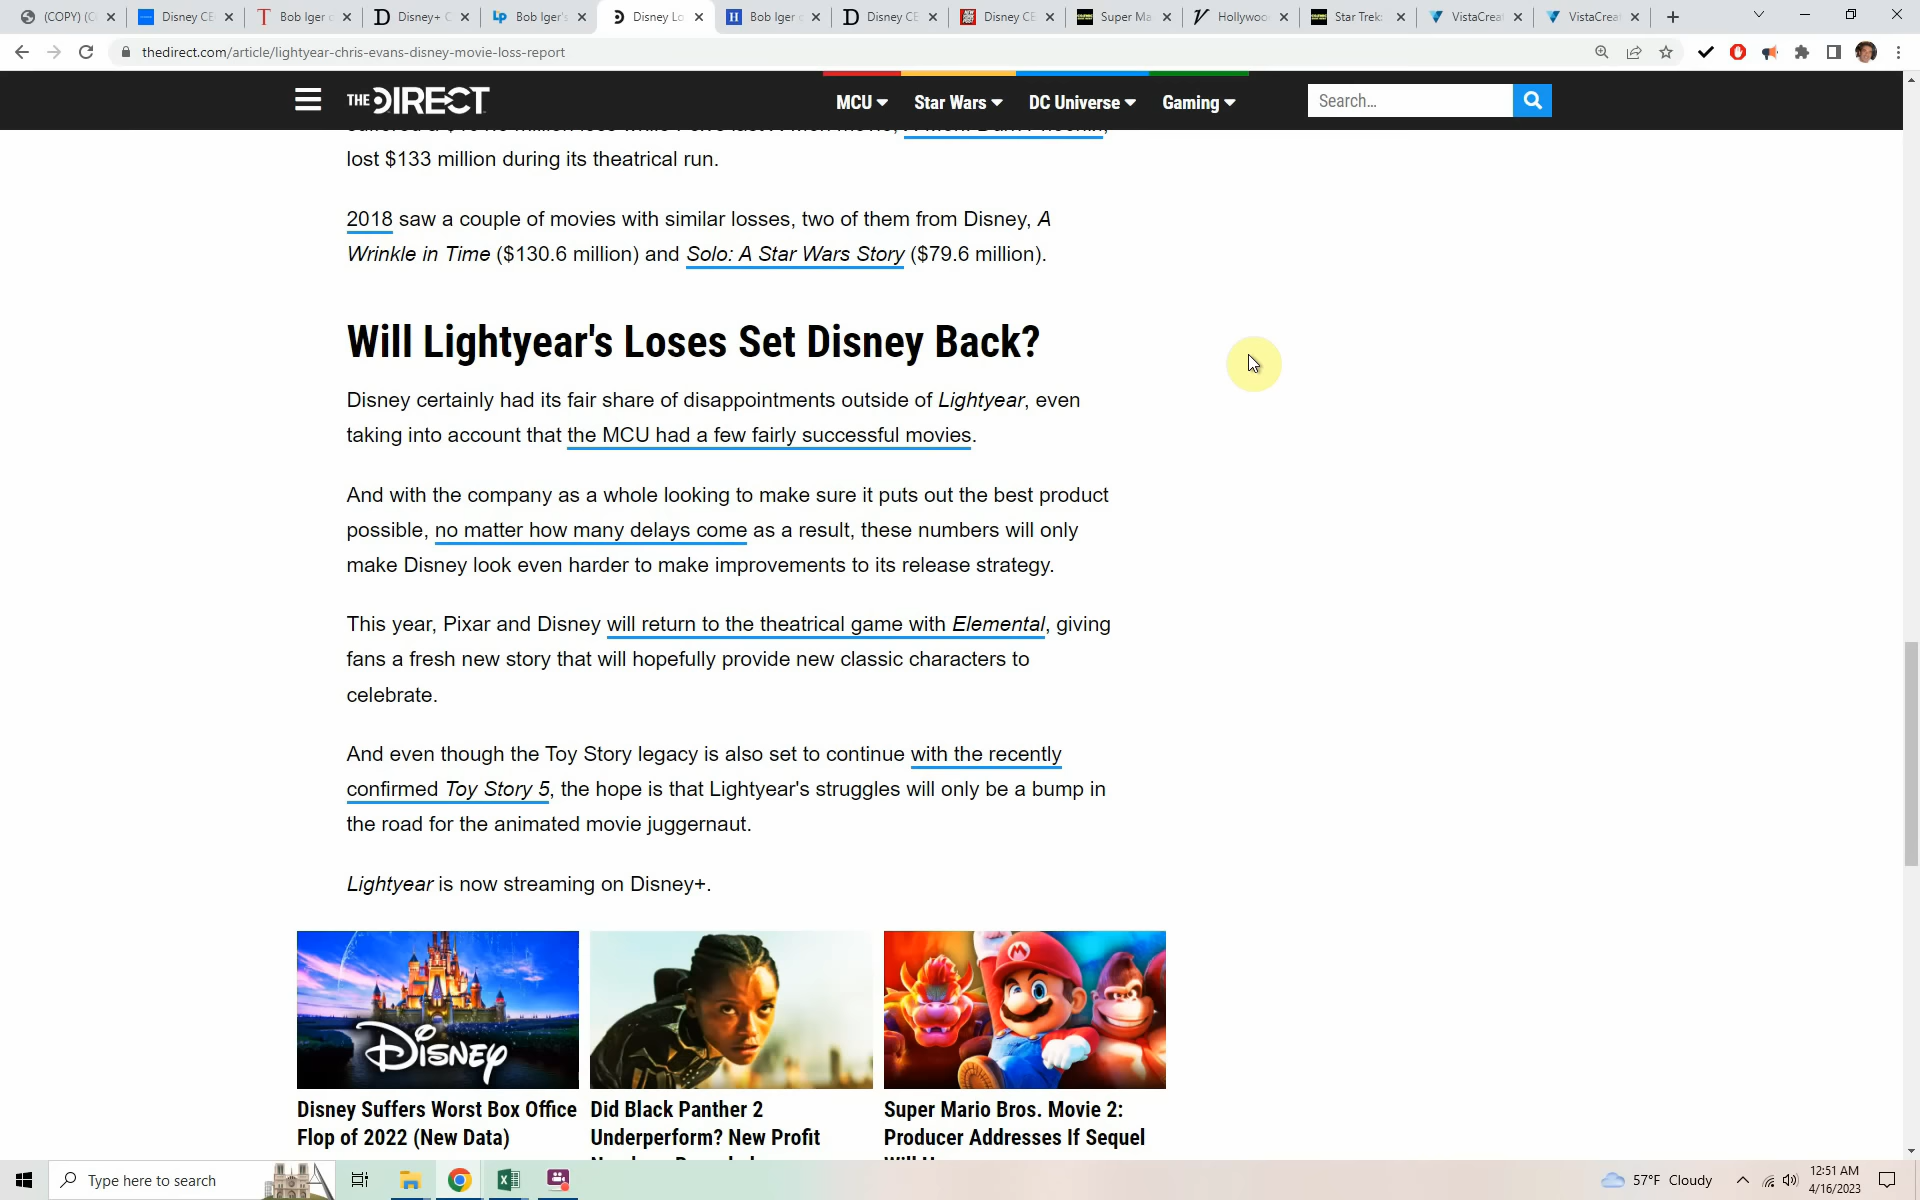 (COPY) (C
Disney CE
Bob Iger o
Disney+ C
Bob Iger's
Disney Lo
Bob Iger o
Disney CE
Disney CE
Super Ma
Hollywoo
Star Trek:
VistaCrea
VistaCrea
thedirect.com/article/lightyear-chris-evans-disney-movie-loss-report
THE DIRECT
MCU
Star Wars
DC Universe
Gaming
Search...
lost $133 million during its theatrical run.
2018 saw a couple of movies with similar losses, two of them from Disney, A
Wrinkle in Time ($130.6 million) and Solo: A Star Wars Story ($79.6 million).
Will Lightyear's Loses Set Disney Back?
Disney certainly had its fair share of disappointments outside of Lightyear, even
taking into account that the MCU had a few fairly successful movies.
And with the company as a whole looking to make sure it puts out the best product
possible, no matter how many delays come as a result, these numbers will only
make Disney look even harder to make improvements to its release strategy.
This year, Pixar and Disney will return to the theatrical game with Elemental, giving
fans a fresh new story that will hopefully provide new classic characters to
celebrate.
And even though the Toy Story legacy is also set to continue with the recently
confirmed Toy Story 5, the hope is that Lightyear's struggles will only be a bump in
the road for the animated movie juggernaut.
Lightyear is now streaming on Disney+.
Disney
Disney Suffers Worst Box Office
Flop of 2022 (New Data)
Did Black Panther 2
Underperform? New Profit
Super Mario Bros. Movie 2:
Producer Addresses If Sequel
Type here to search
57°F Cloudy
12:51 AM
4/16/2023